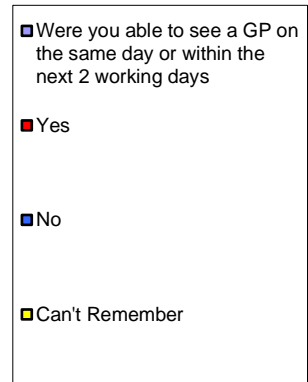 Were you able to see a GP on
the same day or within the
next 2 working days
Yes
No
Can't Remember